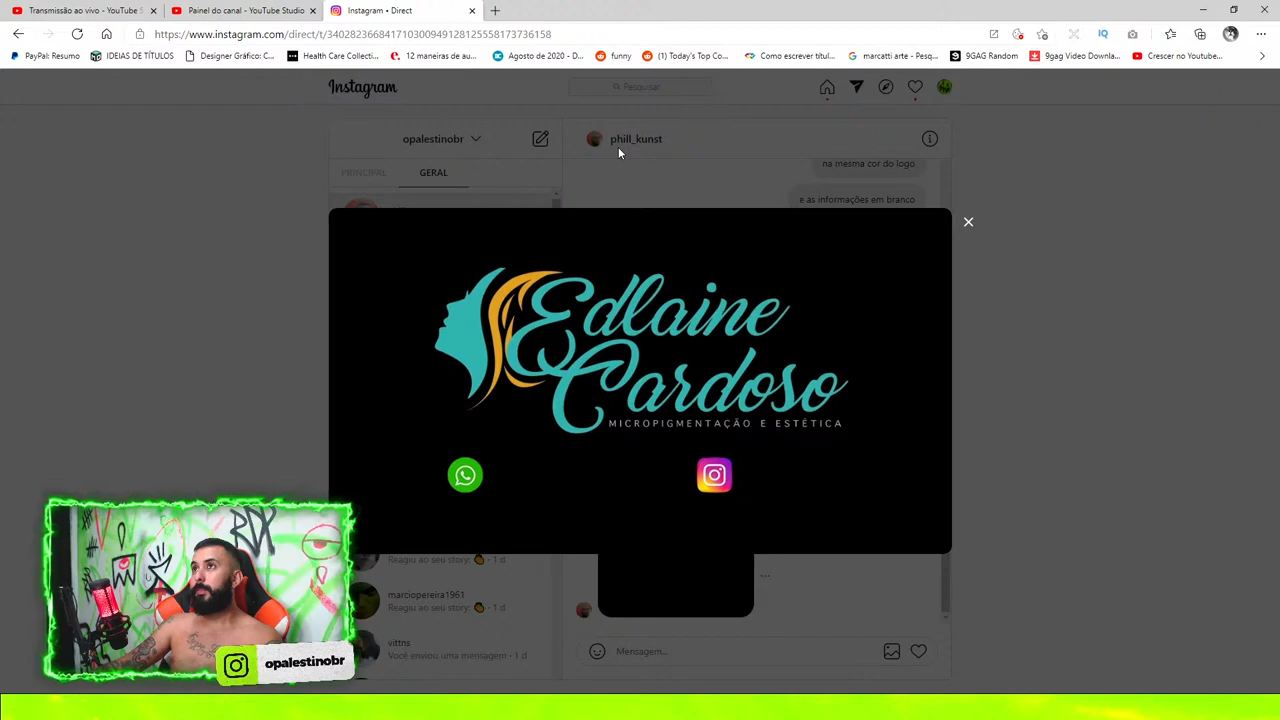 Transmissão ao vivo - YouTube S
Painel do canal - YouTube Studio
Instagram • Direct
https://www.instagram.com/direct/t/340282366841710300949128125558173736158
PayPak Resumo
IDEIAS DE TÍTULOS
Designer Gráfico: C...
Health Care Collecti...
12 maneiras de au...
Agosto de 2020 - D...
funny
(1) Today's Top Co...
Como escrever títul...
marcatti arte - Pesq...
9GAG Random
9gag Video Downla...
Crescer no Youtube...
Instagram
Pesquisar
opalestinobr
phill_kunst
PRINCIPAL
GERAL
na mesma cor do logo
e as informações em branco
Edlaine
Cardoso
MICROPIGMENTAÇÃO E ESTÉTICA
Reagiu ao seu story: 👏 · 1 d
marciopereira1961
Reagiu ao seu story: 👏 · 1 d
vittns
Você enviou uma mensagem · 1 d
Mensagem...
opalestinobr